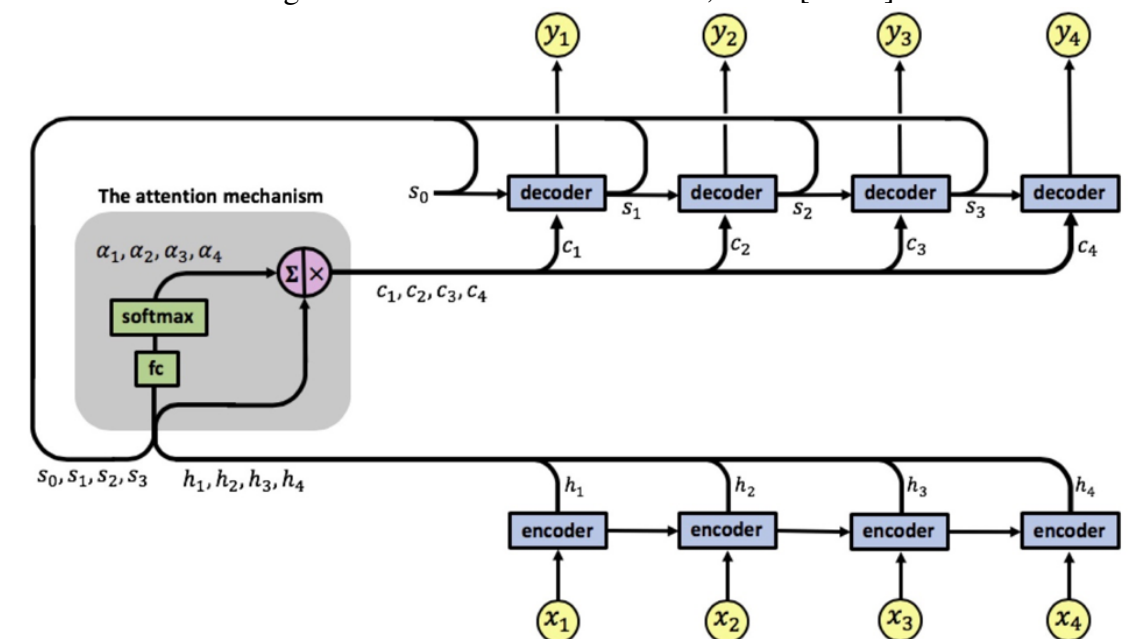 y₁ y₂ y₃ y₄
s₀ decoder s₁ decoder s₂ decoder s₃ decoder
The attention mechanism
α₁, α₂, α₃, α₄
Σ ×
c₁ c₂ c₃ c₄
c₁, c₂, c₃, c₄
softmax
fc
s₀, s₁, s₂, s₃ h₁, h₂, h₃, h₄
h₁ h₂ h₃ h₄
encoder encoder encoder encoder
x₁ x₂ x₃ x₄